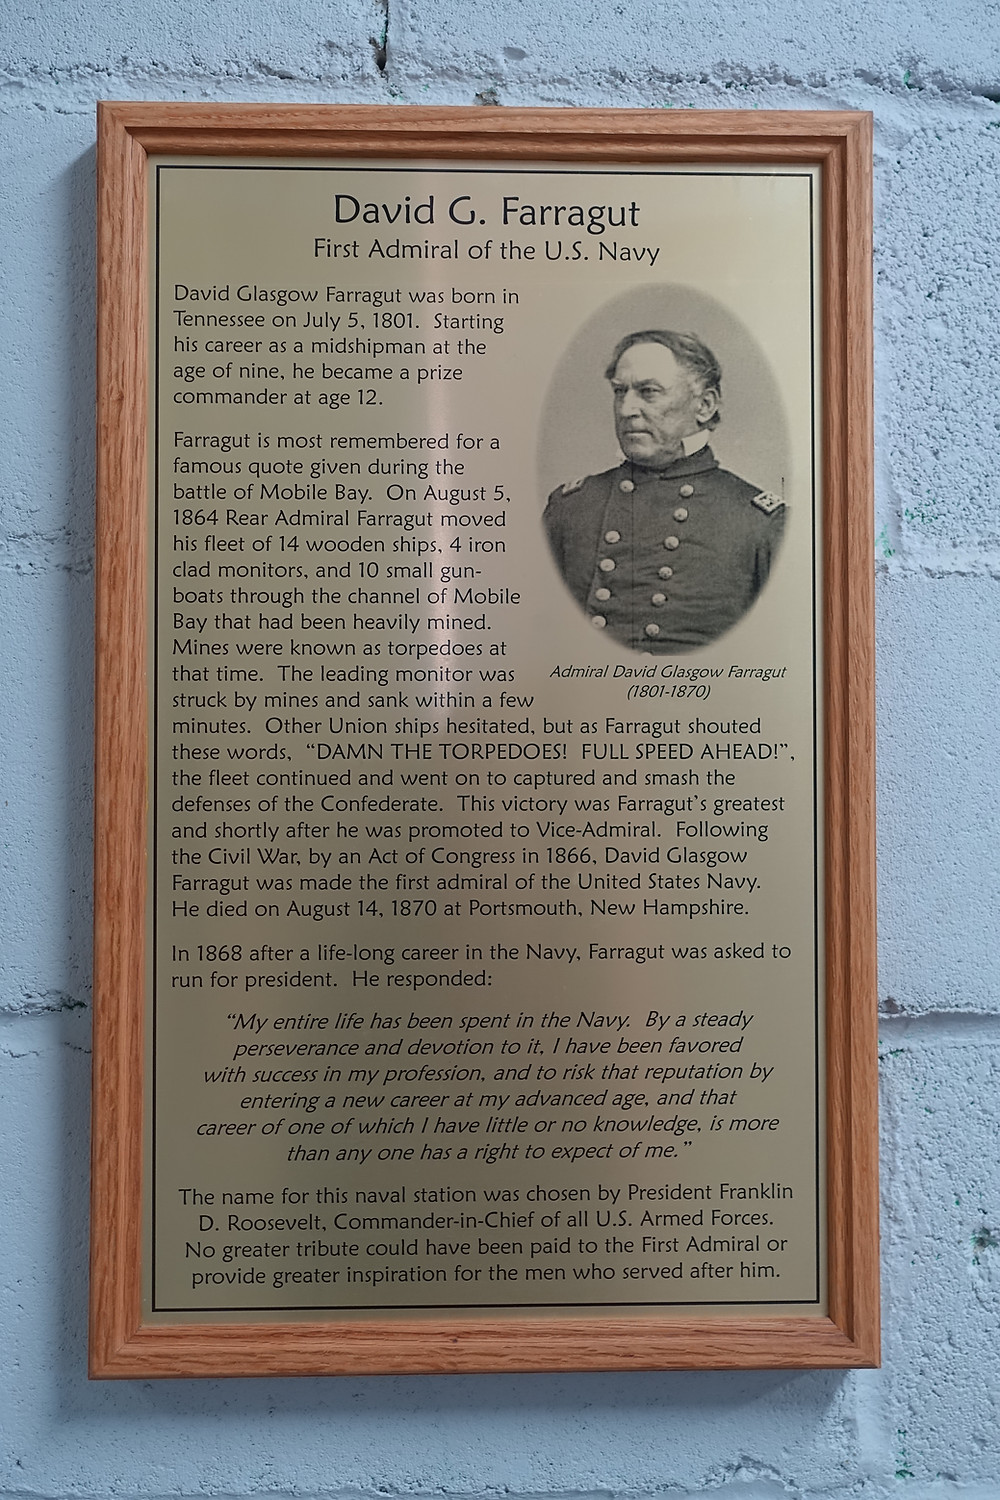 David G. Farragut
First Admiral of the U.S. Navy
David Glasgow Farragut was born in
Tennessee on July 5, 1801. Starting
his career as a midshipman at the
age of nine, he became a prize
commander at age 12.
Farragut is most remembered for a
famous quote given during the
battle of Mobile Bay. On August 5,
1864 Rear Admiral Farragut moved
his fleet of 14 wooden ships, 4 iron
clad monitors, and 10 small gun-
boats through the channel of Mobile
Bay that had been heavily mined.
Mines were known as torpedoes at
that time. The leading monitor was
struck by mines and sank within a few
minutes. Other Union ships hesitated, but as Farragut shouted
these words, “DAMN THE TORPEDOES! FULL SPEED AHEAD!”,
the fleet continued and went on to captured and smash the
defenses of the Confederate. This victory was Farragut's greatest
and shortly after he was promoted to Vice-Admiral. Following
the Civil War, by an Act of Congress in 1866, David Glasgow
Farragut was made the first admiral of the United States Navy.
He died on August 14, 1870 at Portsmouth, New Hampshire.
Admiral David Glasgow Farragut
(1801-1870)
In 1868 after a life-long career in the Navy, Farragut was asked to
run for president. He responded:
“My entire life has been spent in the Navy. By a steady
perseverance and devotion to it, I have been favored
with success in my profession, and to risk that reputation by
entering a new career at my advanced age, and that
career of one of which I have little or no knowledge, is more
than any one has a right to expect of me.”
The name for this naval station was chosen by President Franklin
D. Roosevelt, Commander-in-Chief of all U.S. Armed Forces.
No greater tribute could have been paid to the First Admiral or
provide greater inspiration for the men who served after him.